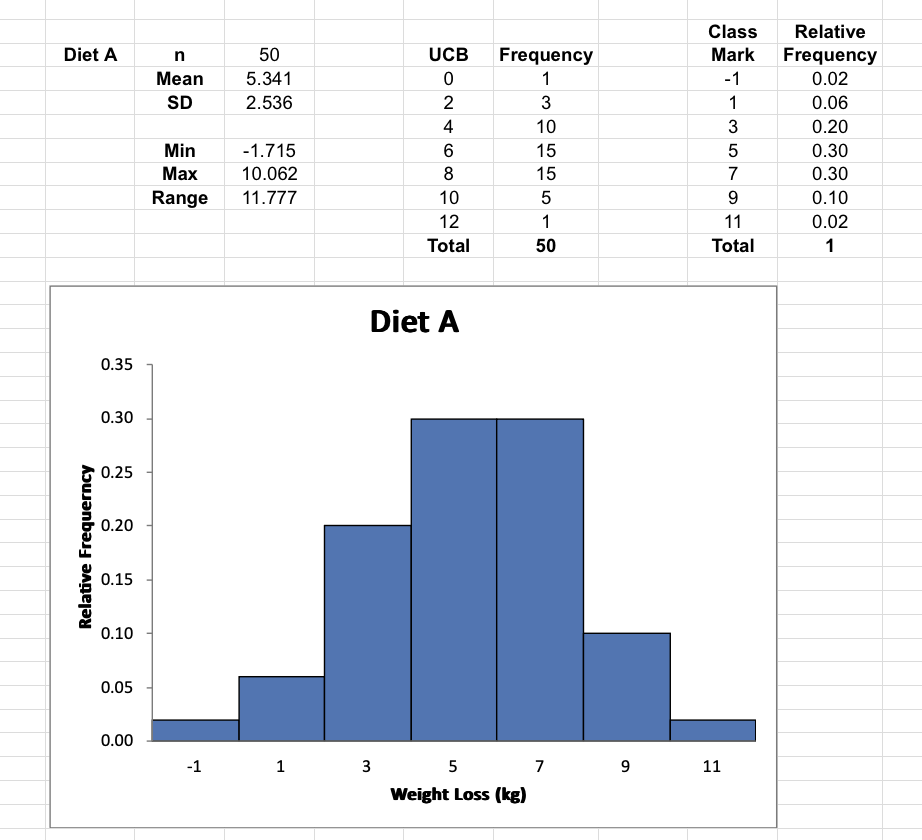 Class Relative
Diet A n 50 UCB Frequency Mark Frequency
Mean 5.341 0 1 -1 0.02
SD 2.536 2 3 1 0.06
4 10 3 0.20
Min -1.715 6 15 5 0.30
Max 10.062 8 15 7 0.30
Range 11.777 10 5 9 0.10
12 1 11 0.02
Total 50 Total 1
Diet A
0.35
0.30
0.25
0.20
0.15
0.10
0.05
0.00
Relative Frequerncy
-1 1 3 5 7 9 11
Weight Loss (kg)